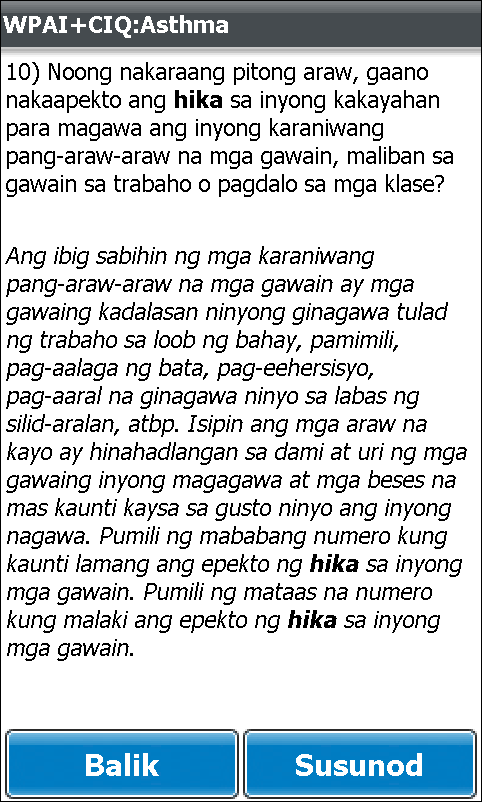 WPAI+CIQ:Asthma
10) Noong nakaraang pitong araw, gaano
nakaapekto ang hika sa inyong kakayahan
para magawa ang inyong karaniwang
pang-araw-araw na mga gawain, maliban sa
gawain sa trabaho o pagdalo sa mga klase?
Ang ibig sabihin ng mga karaniwang
pang-araw-araw na mga gawain ay mga
gawaing kadalasan ninyong ginagawa tulad
ng trabaho sa loob ng bahay, pamimili,
pag-aalaga ng bata, pag-eehersisyo,
pag-aaral na ginagawa ninyo sa labas ng
silid-aralan, atbp. Isipin ang mga araw na
kayo ay hinahadlangan sa dami at uri ng mga
gawaing inyong magagawa at mga beses na
mas kaunti kaysa sa gusto ninyo ang inyong
nagawa. Pumili ng mababang numero kung
kaunti lamang ang epekto ng hika sa inyong
mga gawain. Pumili ng mataas na numero
kung malaki ang epekto ng hika sa inyong
mga gawain.
Balik
Susunod